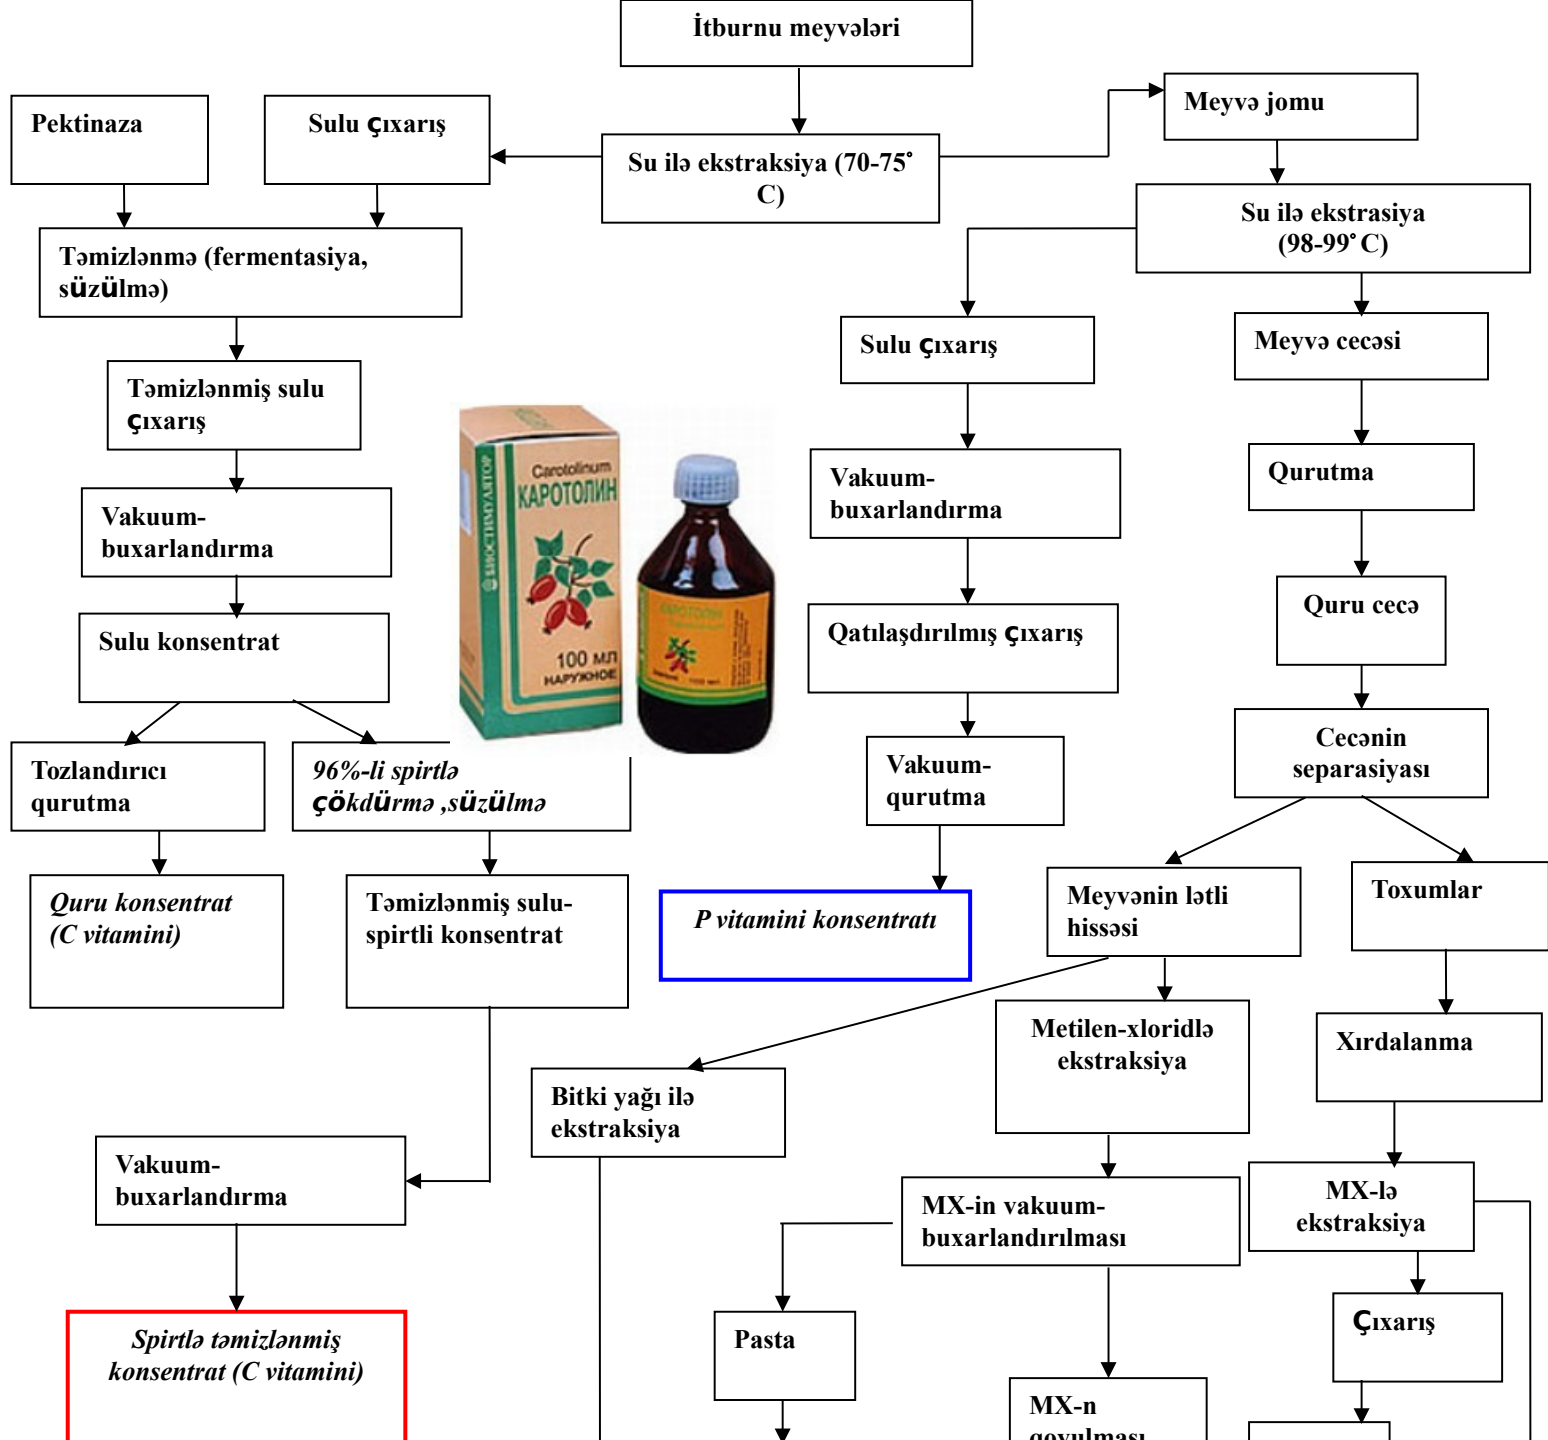 İtburnu meyvələri
Meyvə jomu
Pektinaza
Sulu çıxarış
Su ilə ekstraksiya (70-75°
C)
Su ilə ekstrasiya
(98-99°C)
Təmizlənmə (fermentasiya,
süzülmə)
Sulu çıxarış
Meyvə cecəsi
Təmizlənmiş sulu
çıxarış
Vakuum-
buxarlandırma
Qurutma
Vakuum-
buxarlandırma
БИОСТИМУЛЯТОР
Carotolinum
КАРОТОЛИН
100 мл
НАРУЖНОЕ
КАРОТОЛИН
Quru cecə
Sulu konsentrat
Qatılaşdırılmış çıxarış
Cecənin
separasiyası
Tozlandırıcı
qurutma
96%-li spirtlə
çökdürmə ,süzülmə
Vakuum-
qurutma
Quru konsentrat
(C vitamini)
Təmizlənmiş sulu-
spirtli konsentrat
P vitamini konsentratı
Meyvənin lətli
hissəsi
Toxumlar
Metilen-xloridlə
ekstraksiya
Xırdalanma
Bitki yağı ilə
ekstraksiya
Vakuum-
buxarlandırma
MX-in vakuum-
buxarlandırılması
MX-lə
ekstraksiya
Çıxarış
Spirtlə təmizlənmiş
konsentrat (C vitamini)
Pasta
MX-n
qovulması